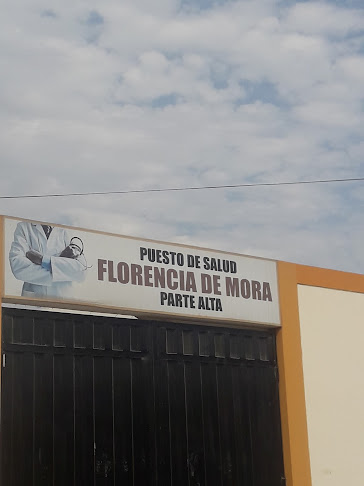 PUESTO DE SALUD
FLORENCIA DE MORA
PARTE ALTA